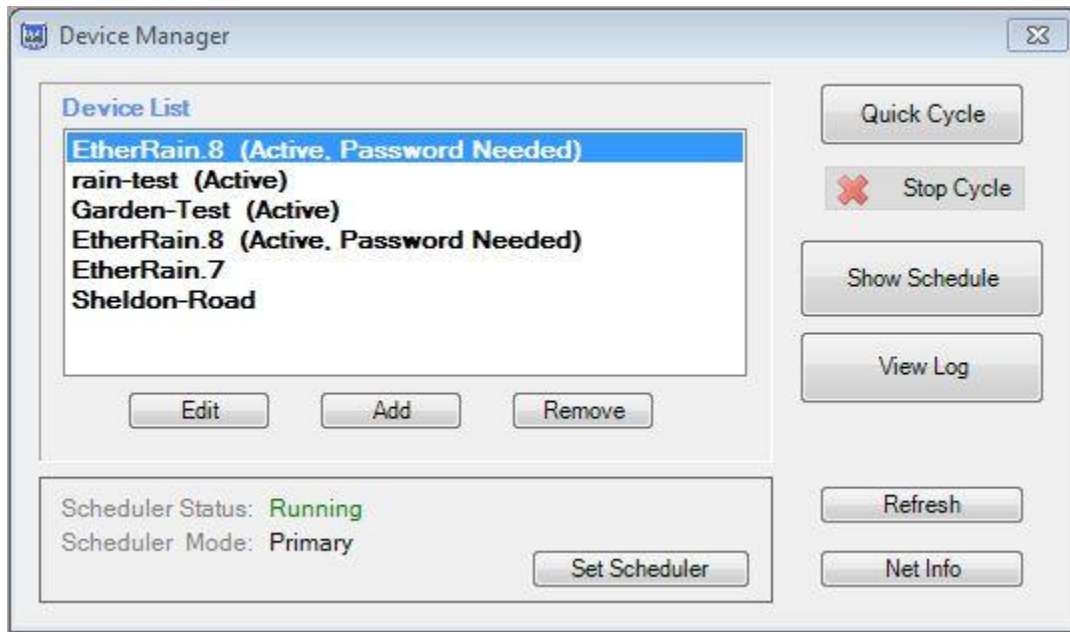 Device Manager
Device List
EtherRain.8 (Active, Password Needed)
rain-test (Active)
Garden-Test (Active)
EtherRain.8 (Active, Password Needed)
EtherRain.7
Sheldon-Road
Edit
Add
Remove
Scheduler Status: Running
Scheduler Mode: Primary
Set Scheduler
Quick Cycle
Stop Cycle
Show Schedule
View Log
Refresh
Net Info